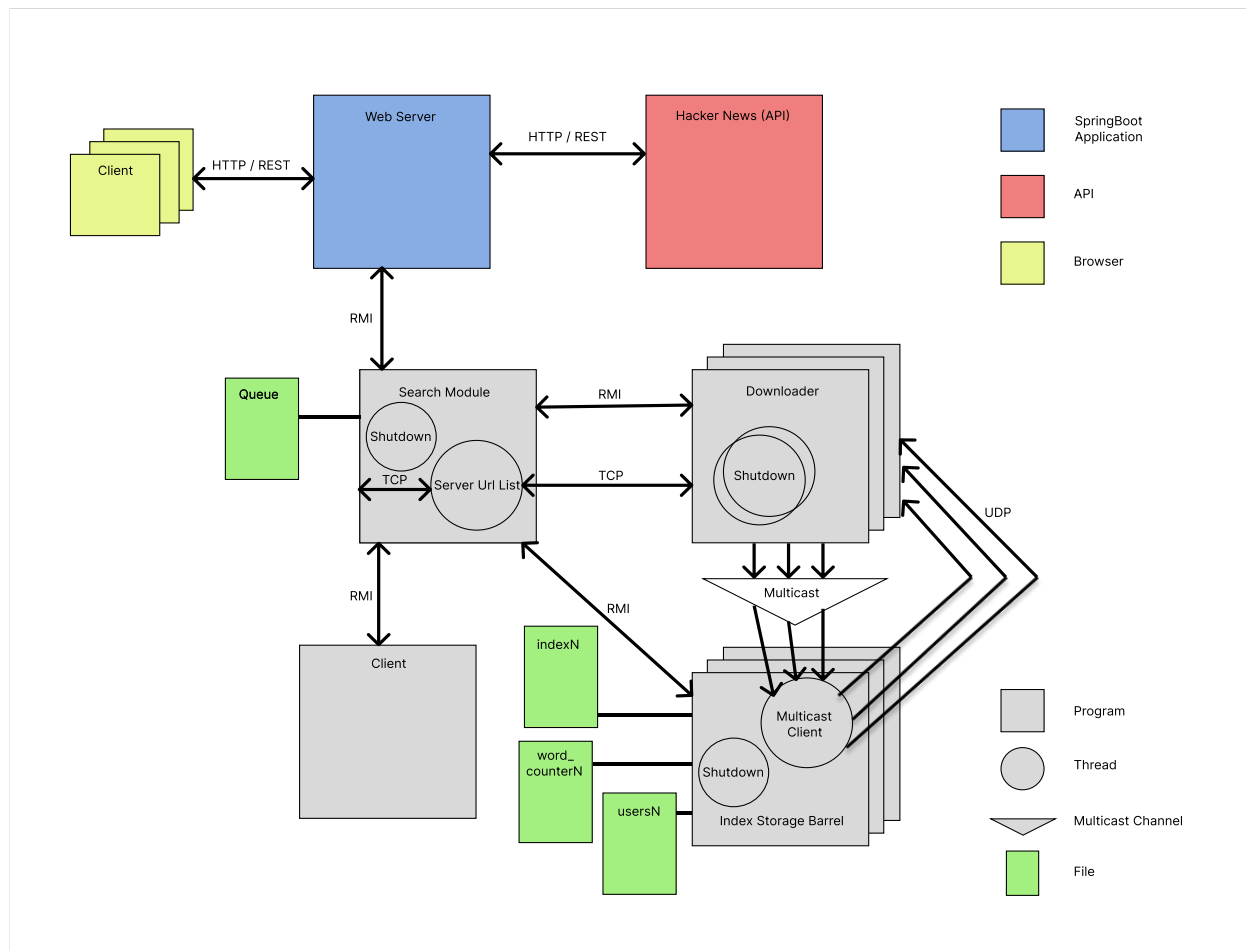 Web Server
Hacker News (API)
SpringBoot
Application
HTTP / REST
Client
HTTP / REST
API
Browser
RMI
Search Module
Queue
Shutdown
RMI
Downloader
TCP
Server Url List
TCP
Shutdown
UDP
RMI
Multicast
RMI
indexN
Client
Multicast
Client
Program
word_
counterN
Shutdown
Thread
usersN
Index Storage Barrel
Multicast Channel
File